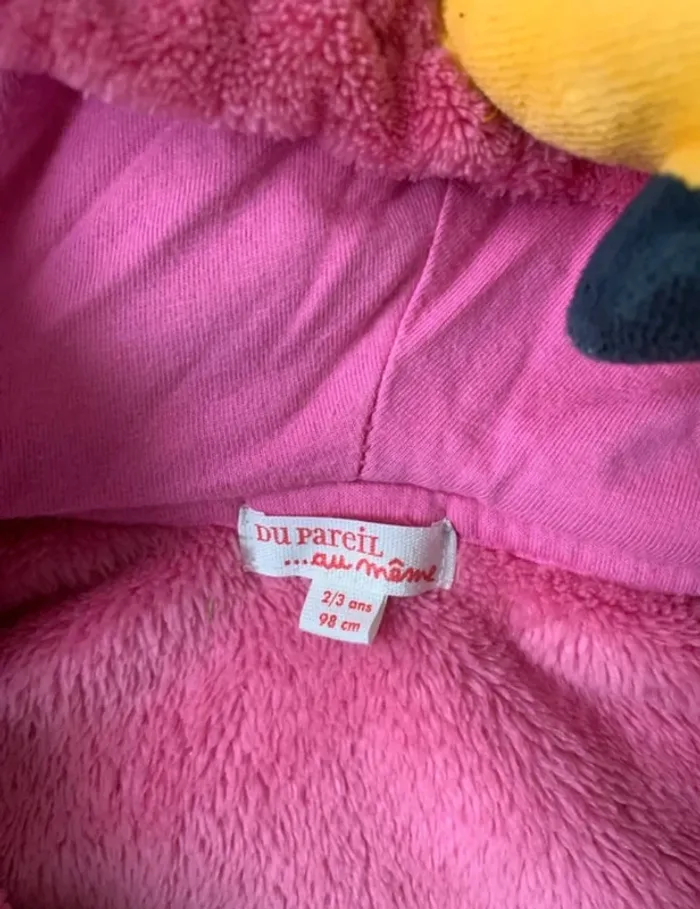 DU PAREIL
...au même
2/3 ans
98 cm